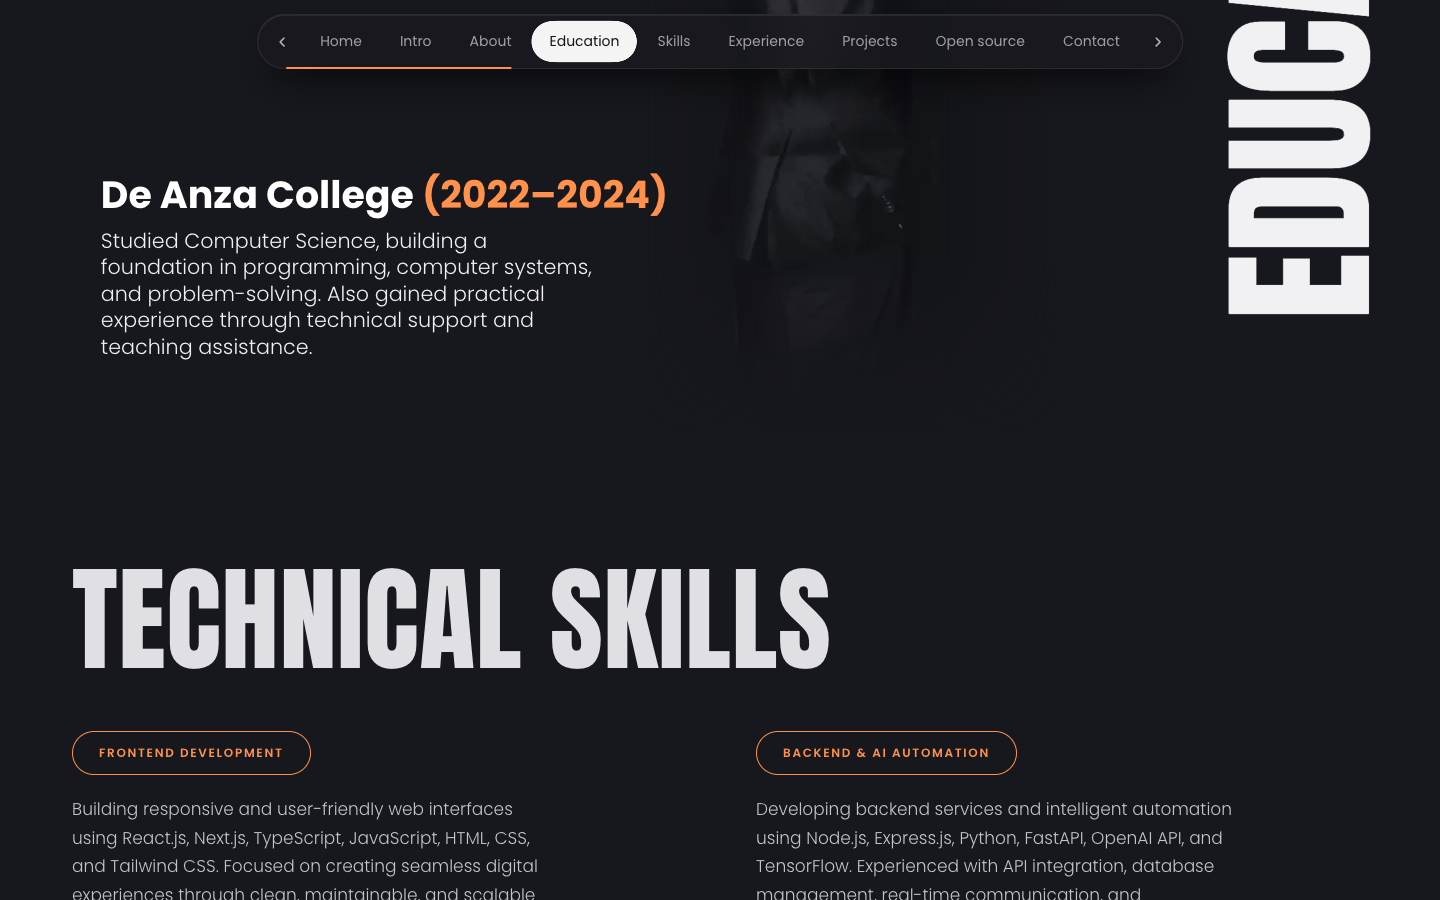 Home Intro About Education Skills Experience Projects Open source Contact
De Anza College (2022–2024)
Studied Computer Science, building a
foundation in programming, computer systems,
and problem-solving. Also gained practical
experience through technical support and
teaching assistance.
EDUCA
TECHNICAL SKILLS
FRONTEND DEVELOPMENT
Building responsive and user-friendly web interfaces
using React.js, Next.js, TypeScript, JavaScript, HTML, CSS,
and Tailwind CSS. Focused on creating seamless digital
experiences through clean, maintainable, and scalable
BACKEND & AI AUTOMATION
Developing backend services and intelligent automation
using Node.js, Express.js, Python, FastAPI, OpenAI API, and
TensorFlow. Experienced with API integration, database
management, real-time communication, and